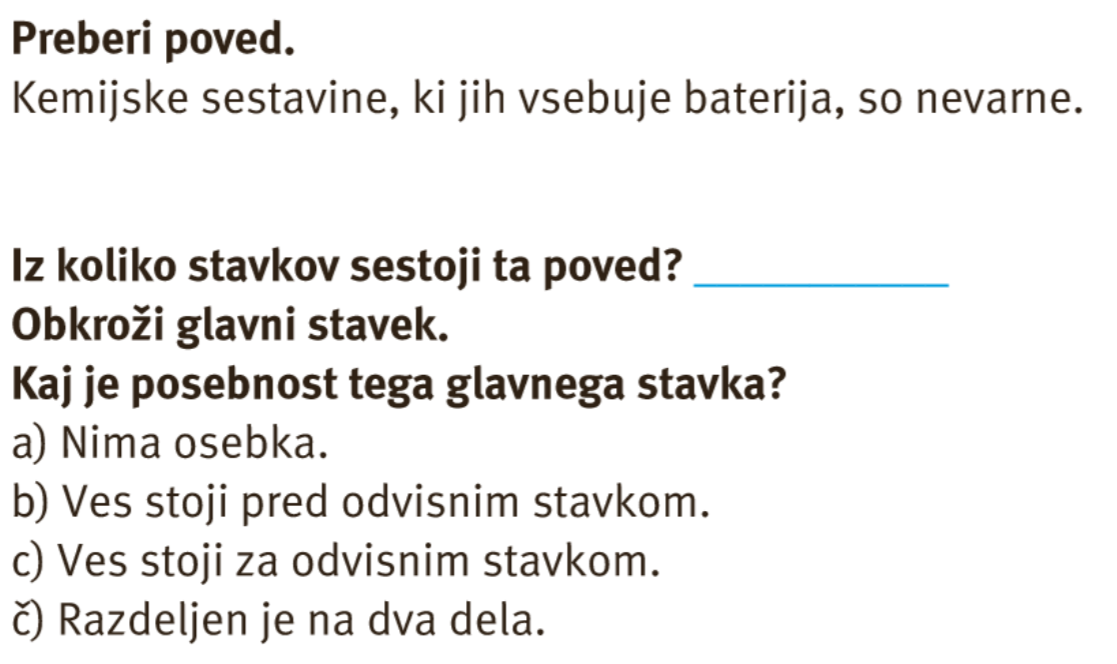 Preberi poved.
Kemijske sestavine, ki jih vsebuje baterija, so nevarne.
Iz koliko stavkov sestoji ta poved?
Obkroži glavni stavek.
Kaj je posebnost tega glavnega stavka?
a) Nima osebka.
b) Ves stoji pred odvisnim stavkom.
c) Ves stoji za odvisnim stavkom.
č) Razdeljen je na dva dela.